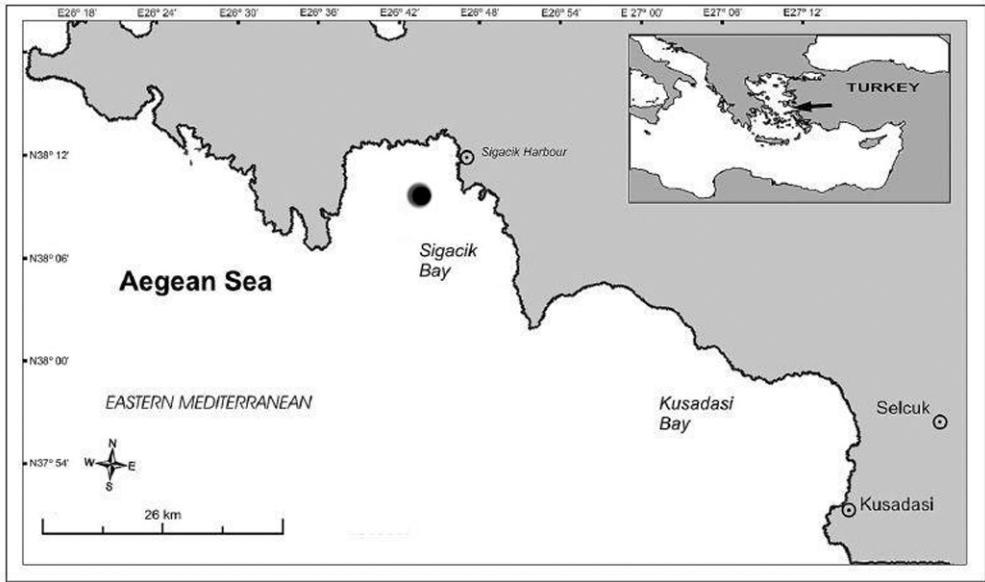 E26° 18' E26° 24' E26° 30' E26° 36' E26° 42' E26° 48' E26° 54' E 27° 00' E27° 06' E27° 12'
TURKEY
N38° 12'
Sigacik Harbour
N38° 06'
Sigacik
Bay
Aegean Sea
N38° 00'
EASTERN MEDITERRANEAN
Kusadasi
Bay
Selcuk
N
W E
S
N37° 54'
26 km
Kusadasi